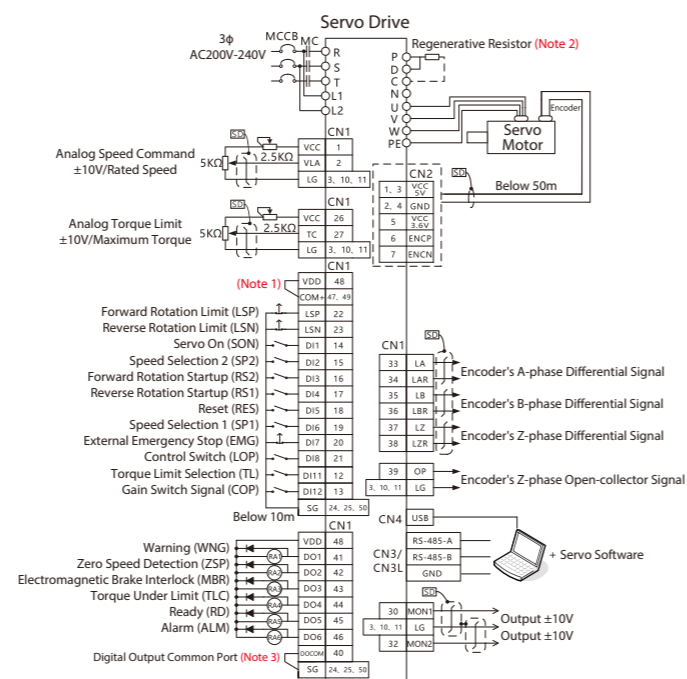 Servo Drive
3ϕ
AC200V-240V
MCCB
MC
R
S
T
L1
L2
P
D
C
N
U
V
W
PE
Regenerative Resistor (Note 2)
Encoder
Servo
Motor
Below 50m
SD
CN2
1, 3 VCC 5V
2, 4 GND
5 VCC 3.6V
6 ENCP
7 ENCN
Analog Speed Command
±10V/Rated Speed
SD
5KΩ
2.5KΩ
CN1
VCC 1
VLA 2
LG 3, 10, 11
Analog Torque Limit
±10V/Maximum Torque
SD
5KΩ
2.5KΩ
CN1
VCC 26
TC 27
LG 3, 10, 11
CN1
(Note 1)
VDD 48
COM+ 47, 49
Forward Rotation Limit (LSP) LSP 22
Reverse Rotation Limit (LSN) LSN 23
Servo On (SON) DI1 14
Speed Selection 2 (SP2) DI2 15
Forward Rotation Startup (RS2) DI3 16
Reverse Rotation Startup (RS1) DI4 17
Reset (RES) DI5 18
Speed Selection 1 (SP1) DI6 19
External Emergency Stop (EMG) DI7 20
Control Switch (LOP) DI8 21
Torque Limit Selection (TL) DI11 12
Gain Switch Signal (COP) DI12 13
SG 24, 25, 50
Below 10m
CN1
VDD 48
Warning (WNG) RA1 DO1 41
Zero Speed Detection (ZSP) RA2 DO2 42
Electromagnetic Brake Interlock (MBR) RA3 DO3 43
Torque Under Limit (TLC) RA4 DO4 44
Ready (RD) RA5 DO5 45
Alarm (ALM) RA6 DO6 46
Digital Output Common Port (Note 3) DOCOM 40
SG 24, 25, 50
CN1
SD
33 LA
34 LAR
Encoder's A-phase Differential Signal
35 LB
36 LBR
Encoder's B-phase Differential Signal
37 LZ
38 LZR
Encoder's Z-phase Differential Signal
39 OP
3, 10, 11 LG
Encoder's Z-phase Open-collector Signal
CN4 USB
CN3/
CN3L
RS-485-A
RS-485-B
GND
+ Servo Software
SD
30 MON1
3, 10, 11 LG
32 MON2
Output ±10V
Output ±10V
SD